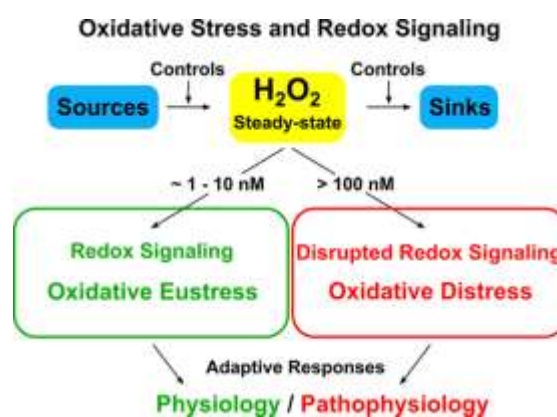 Oxidative Stress and Redox Signaling
Controls Controls
Sources H₂O₂ Sinks
Steady-state
~ 1 - 10 nM > 100 nM
Redox Signaling Disrupted Redox Signaling
Oxidative Eustress Oxidative Distress
Adaptive Responses
Physiology / Pathophysiology